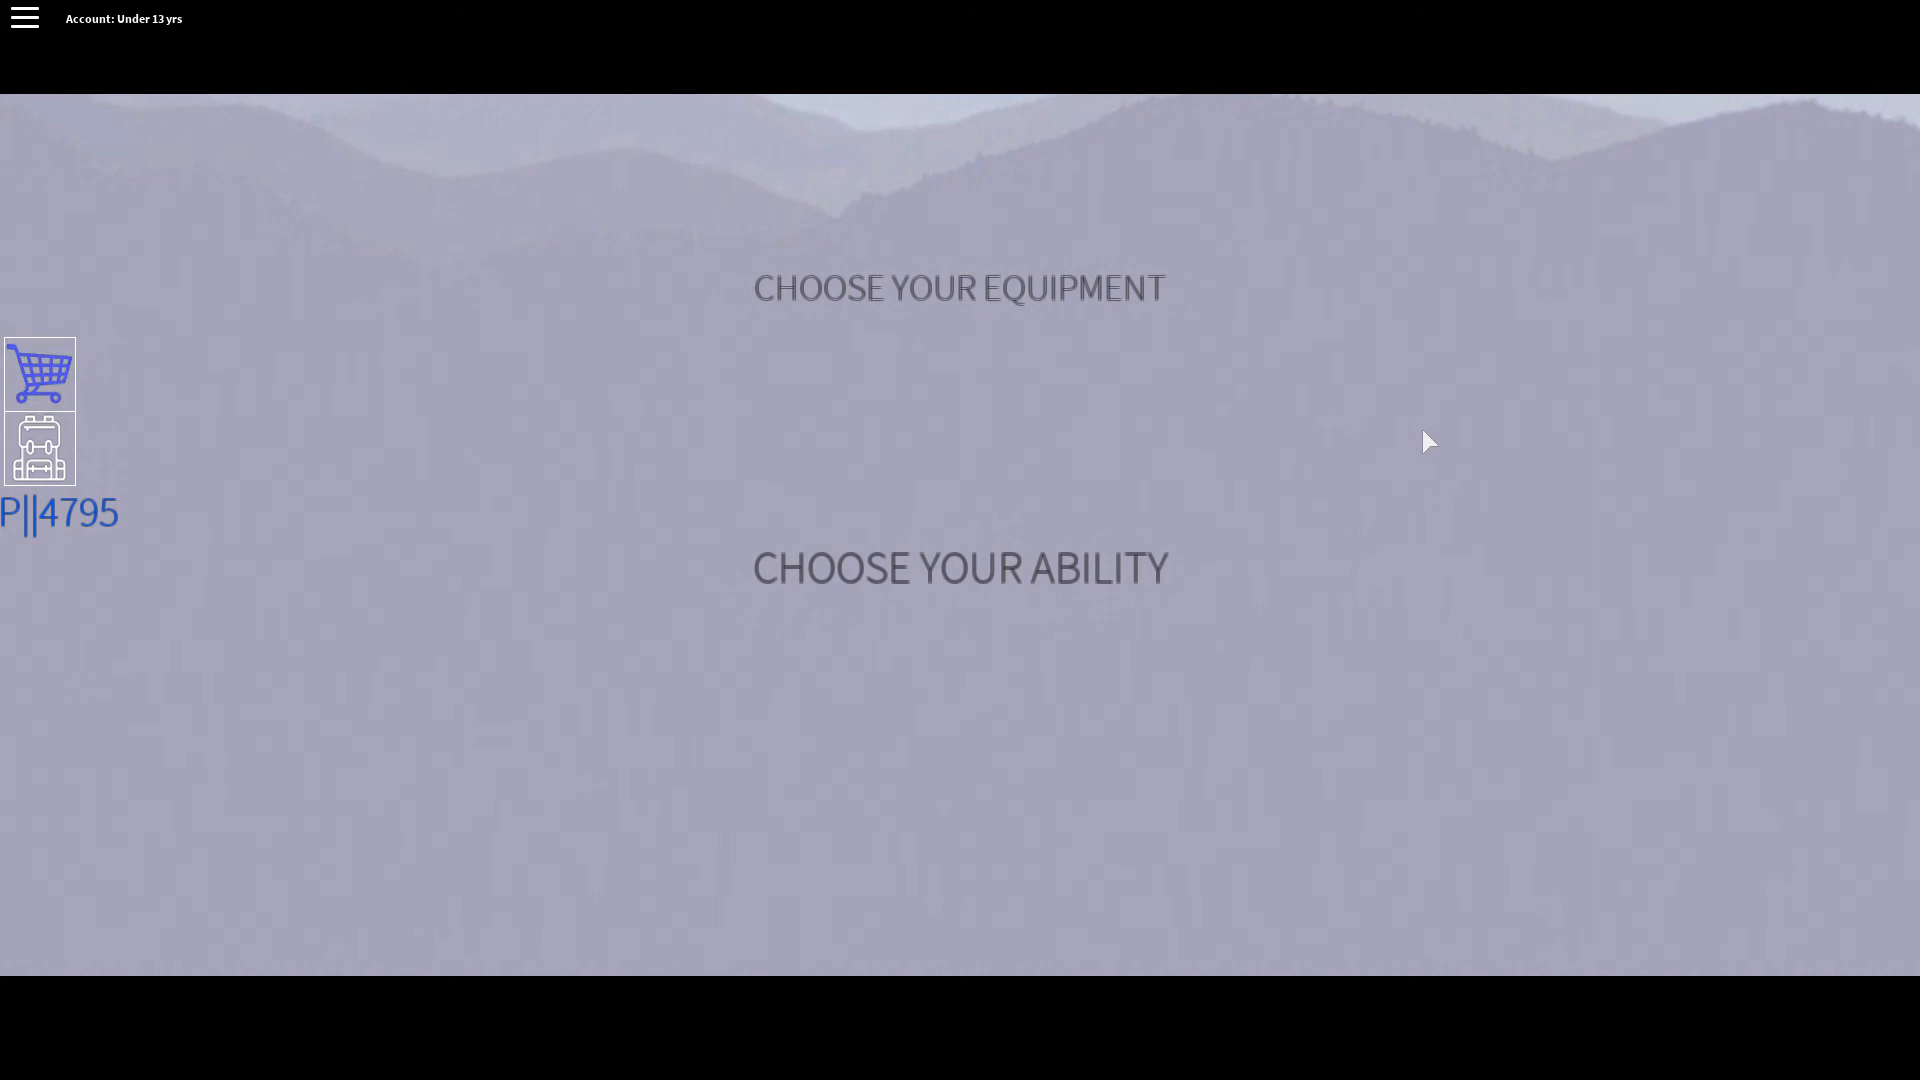 Account: Under 13 yrs
CHOOSE YOUR EQUIPMENT
P||4795
CHOOSE YOUR ABILITY